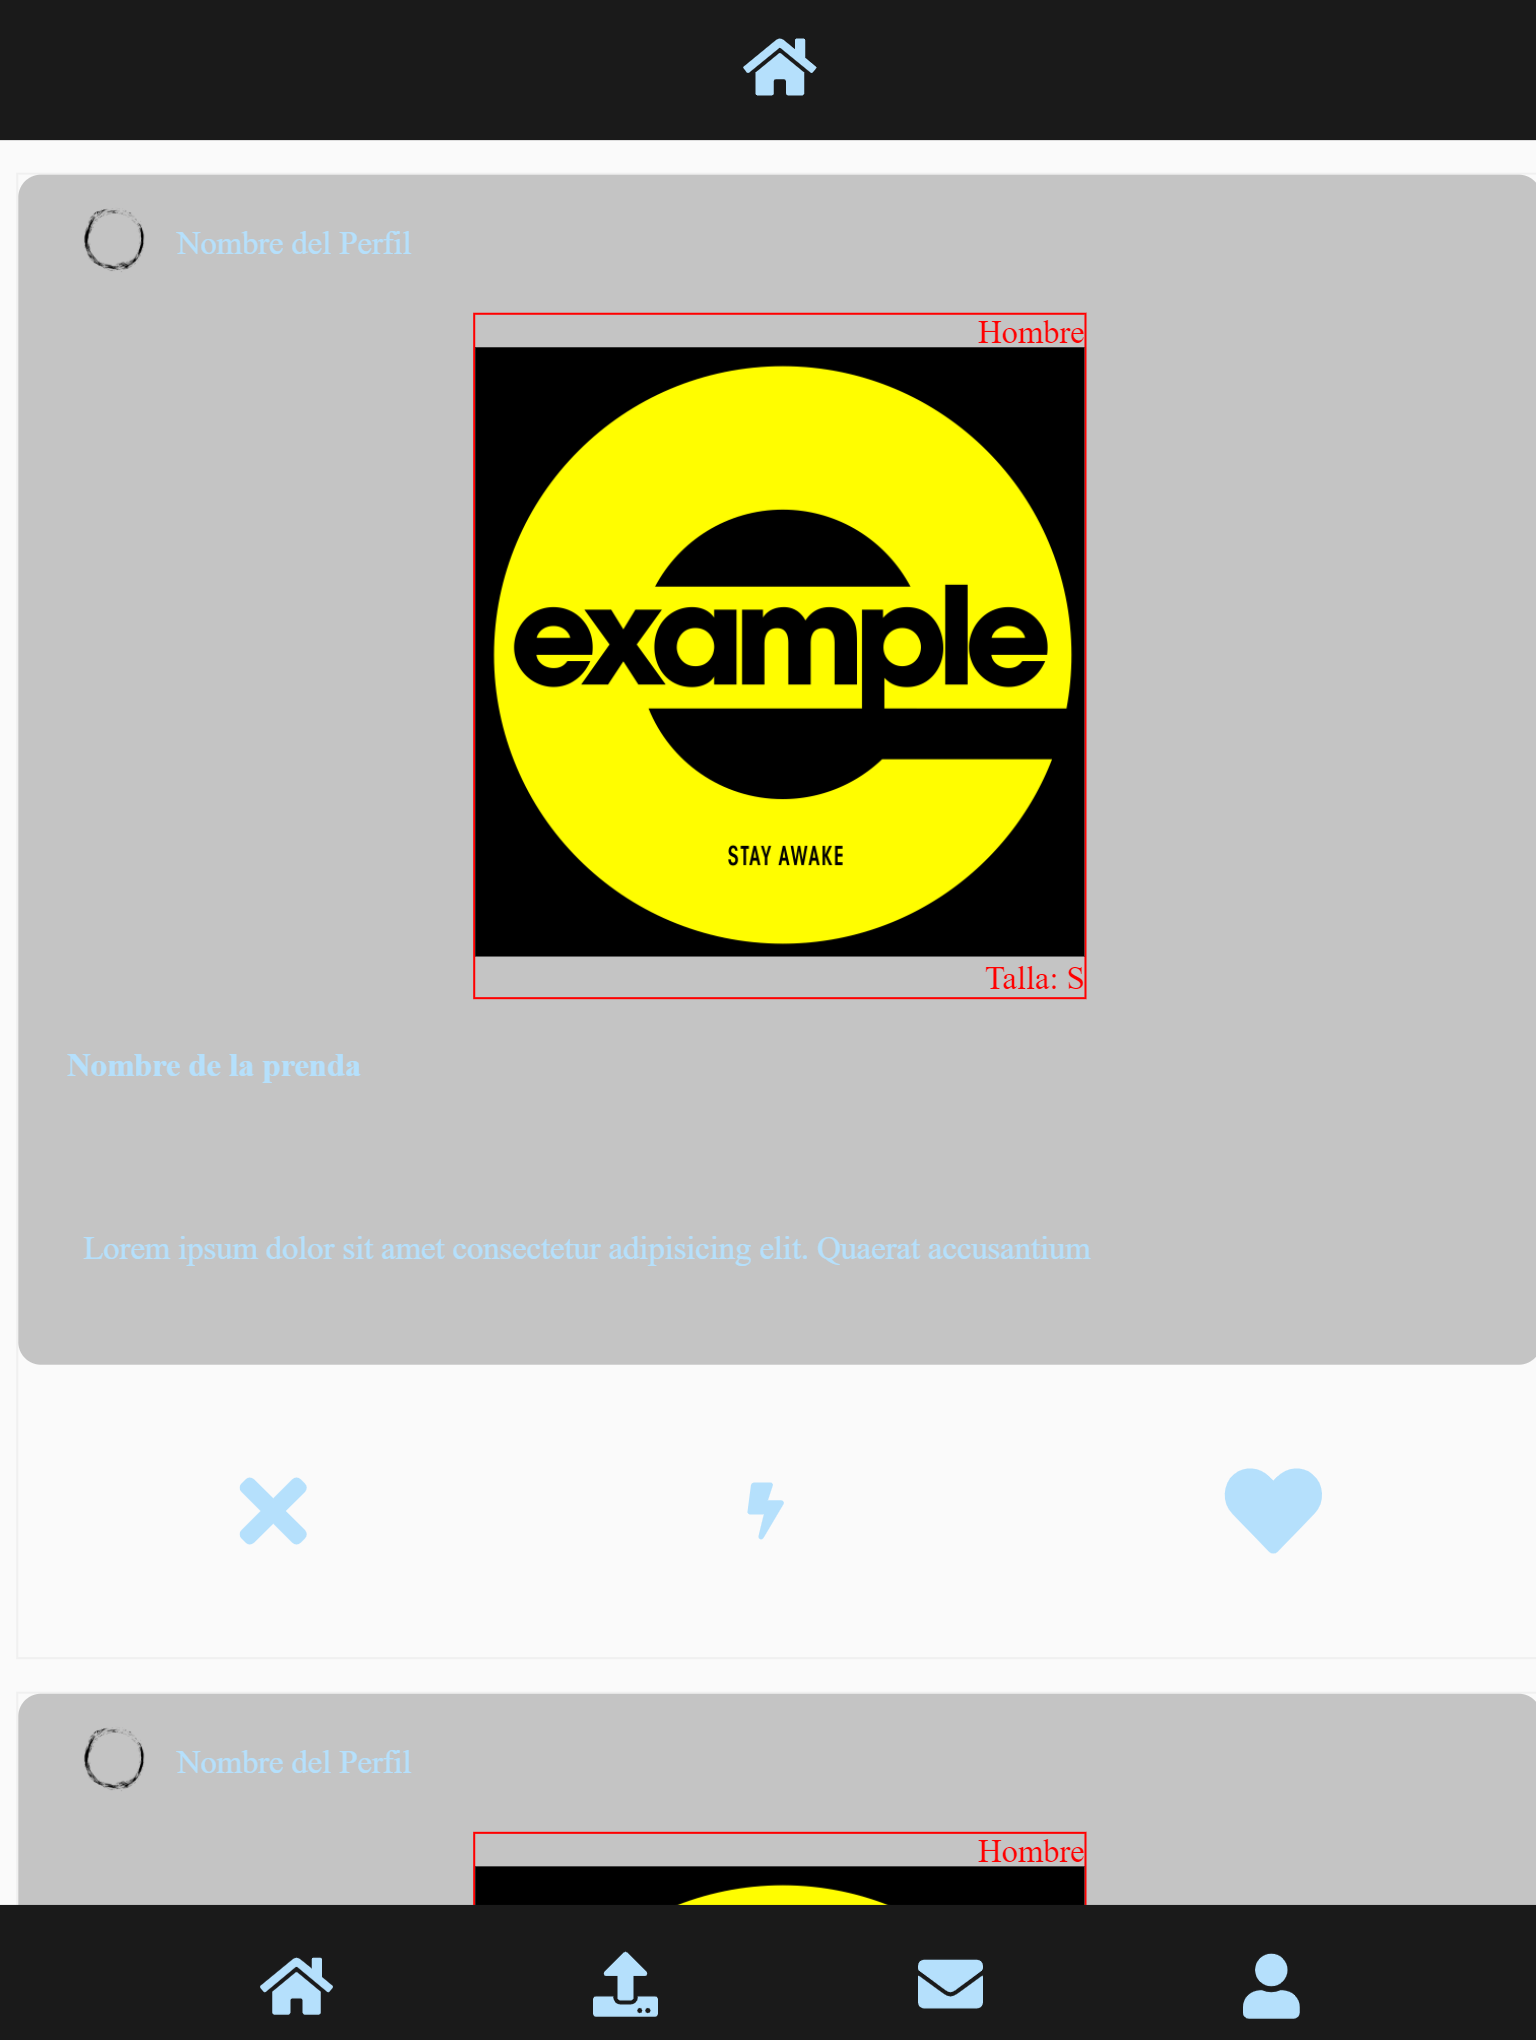 Nombre del Perfil
Hombre
example
STAY AWAKE
Talla: S
Nombre de la prenda
Lorem ipsum dolor sit amet consectetur adipisicing elit. Quaerat accusantium
Nombre del Perfil
Hombre